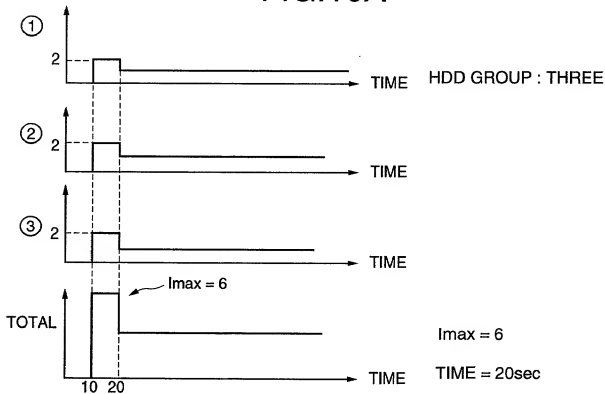 ①
2
TIME
HDD GROUP : THREE
②
2
TIME
③
2
TIME
Imax = 6
TOTAL
Imax = 6
10 20
TIME
TIME = 20sec